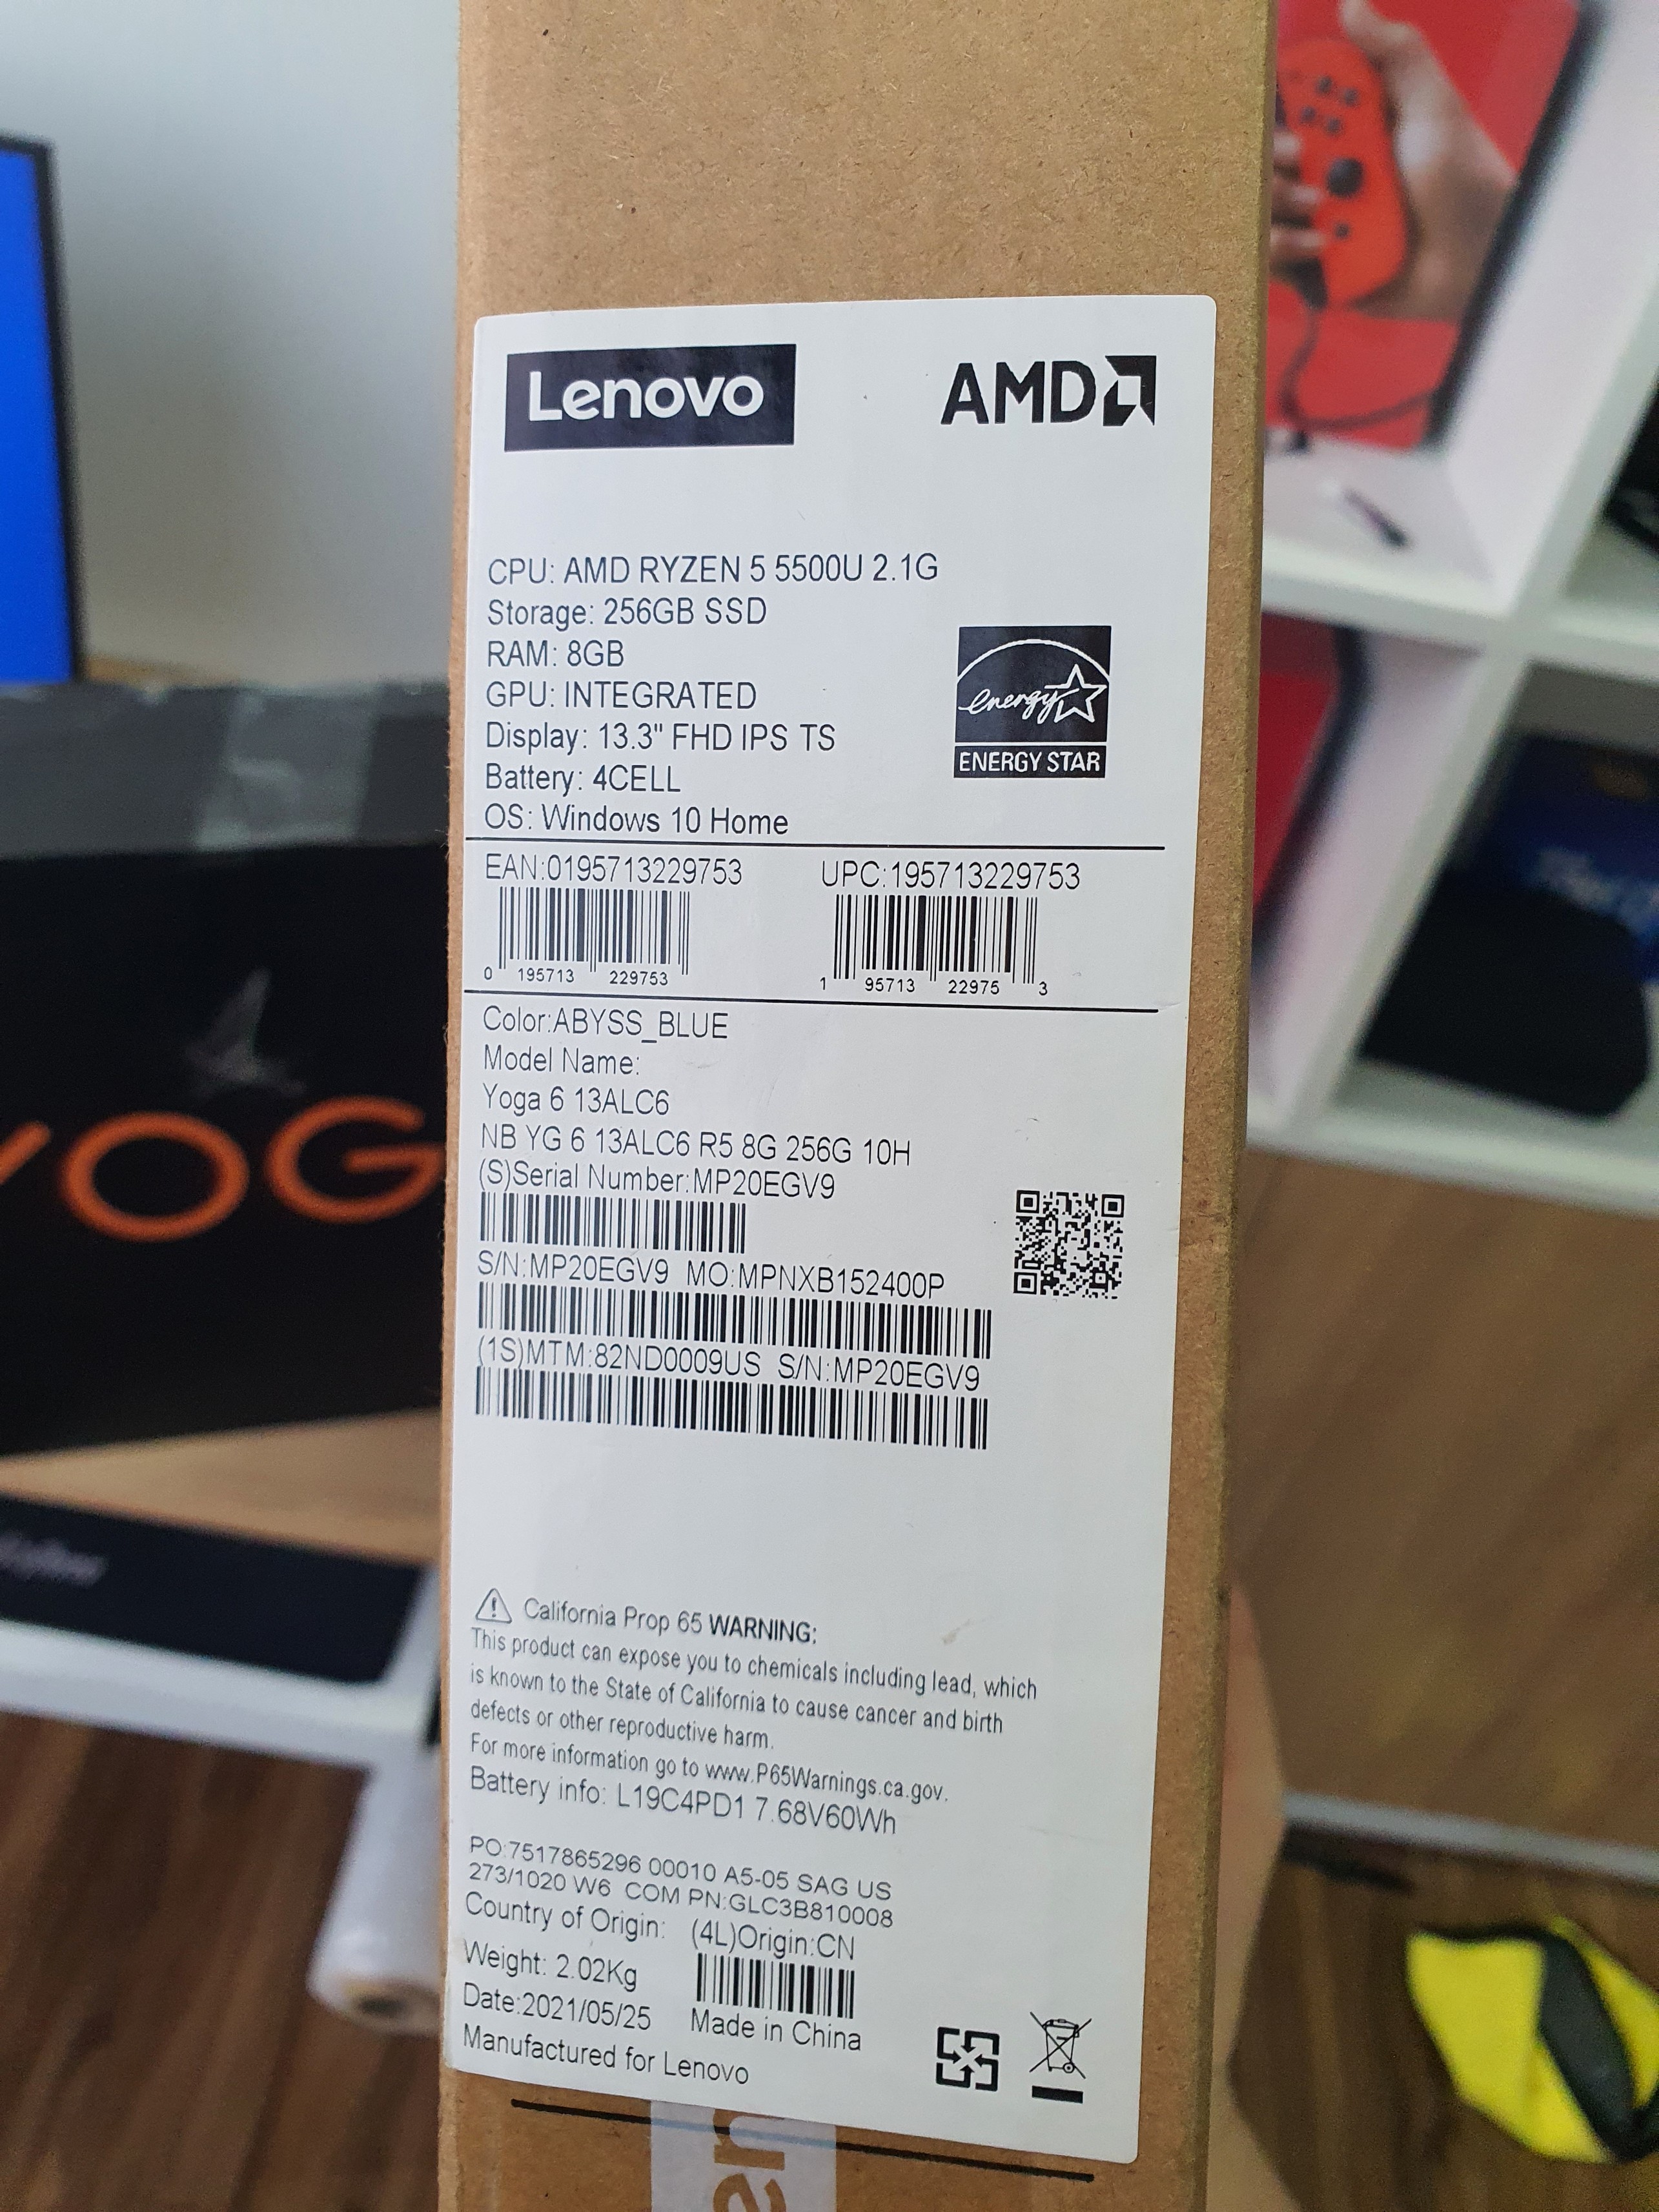 Lenovo
AMD
CPU: AMD RYZEN 5 5500U 2.1G
Storage: 256GB SSD
RAM: 8GB
GPU: INTEGRATED
Display: 13.3" FHD IPS TS
Battery: 4CELL
OS: Windows 10 Home
energy
ENERGY STAR
EAN:0195713229753 UPC:195713229753
0 195713 229753 1 95713 22975 3
Color:ABYSS_BLUE
Model Name:
Yoga 6 13ALC6
NB YG 6 13ALC6 R5 8G 256G 10H
(S)Serial Number:MP20EGV9
S/N:MP20EGV9 MO:MPNXB152400P
(1S)MTM:82ND0009US S/N:MP20EGV9
California Prop 65 WARNING:
This product can expose you to chemicals including lead, which
is known to the State of California to cause cancer and birth
defects or other reproductive harm.
For more information go to www.P65Warnings.ca.gov.
Battery info: L19C4PD1 7.68V60Wh
PO:7517865296 00010 A5-05 SAG US
273/1020 W6 COM PN:GLC3B810008
Country of Origin: (4L)Origin:CN
Weight: 2.02Kg
Date:2021/05/25 Made in China
Manufactured for Lenovo
en
YOG